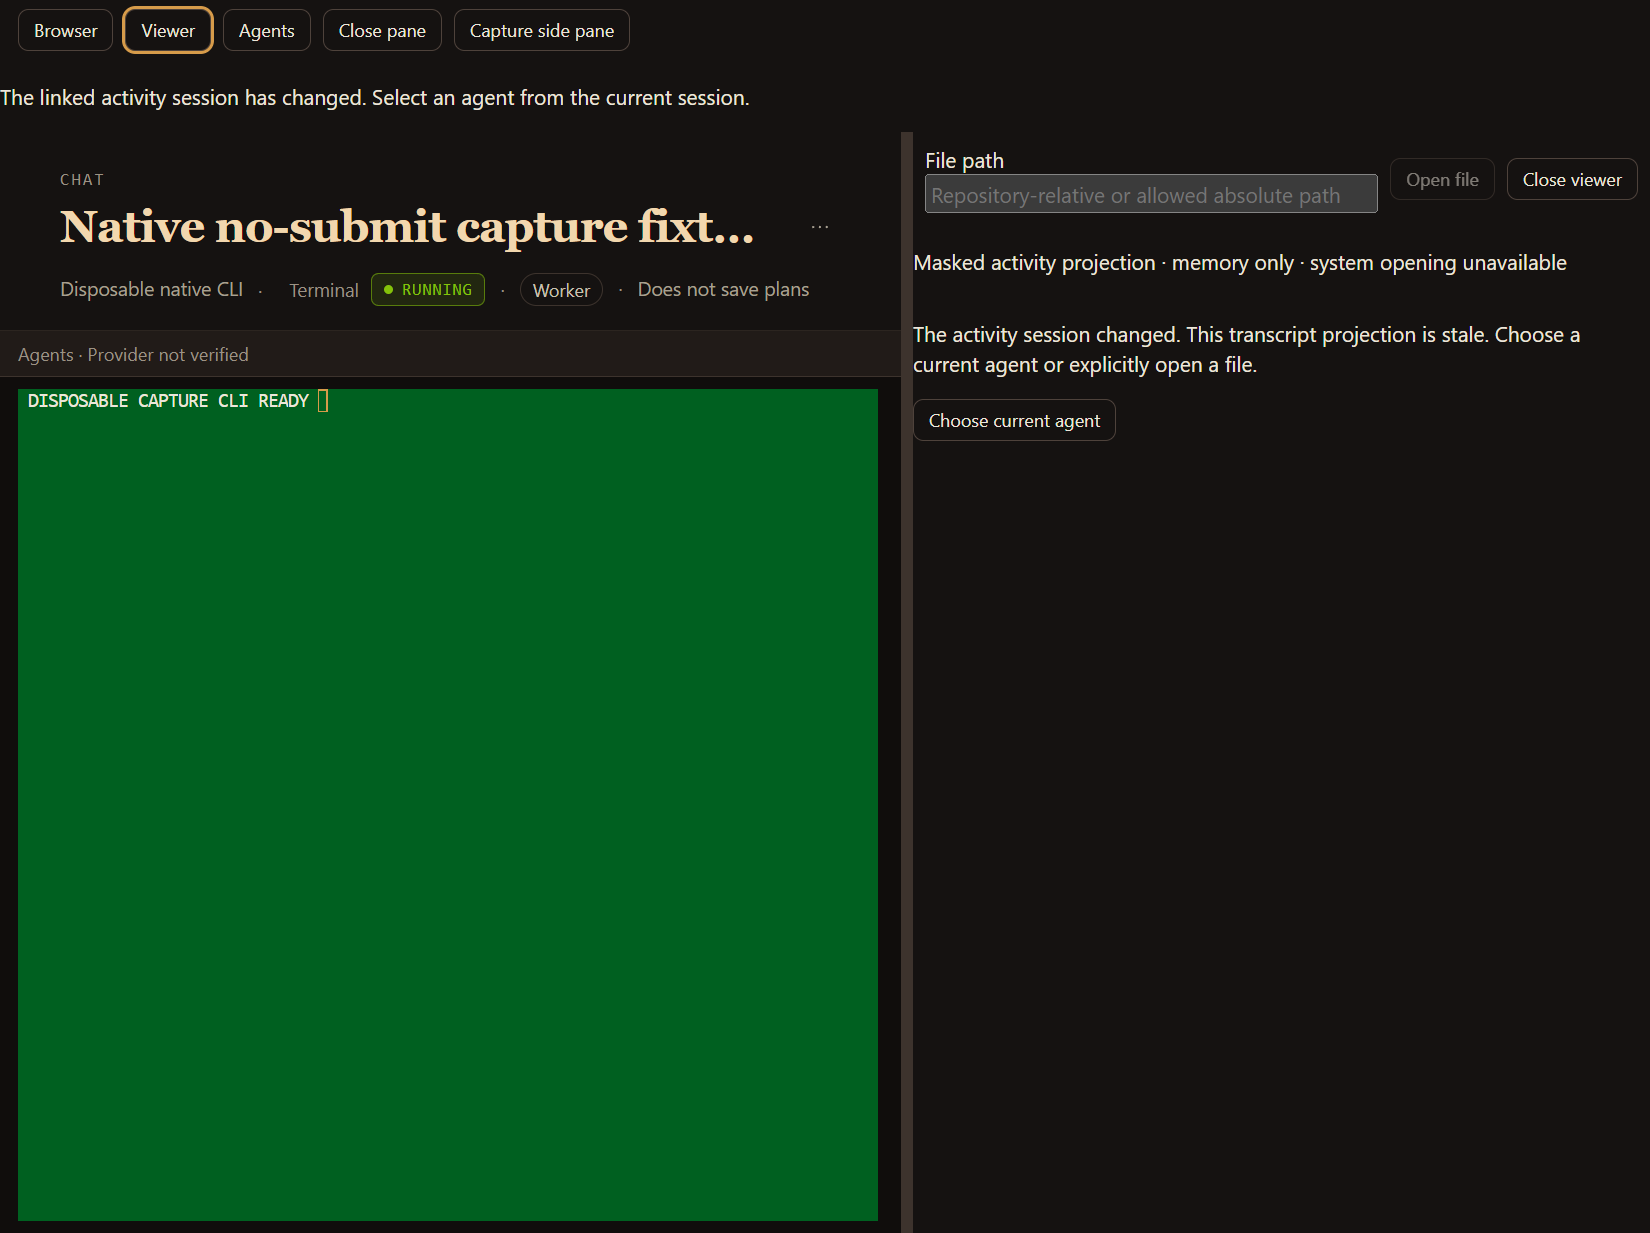 Browser
Viewer
Agents
Close pane
Capture side pane
The linked activity session has changed. Select an agent from the current session.
CHAT
Native no-submit capture fixt...
...
Disposable native CLI · Terminal RUNNING · Worker · Does not save plans
Agents · Provider not verified
DISPOSABLE CAPTURE CLI READY
File path
Repository-relative or allowed absolute path
Open file
Close viewer
Masked activity projection · memory only · system opening unavailable
The activity session changed. This transcript projection is stale. Choose a
current agent or explicitly open a file.
Choose current agent